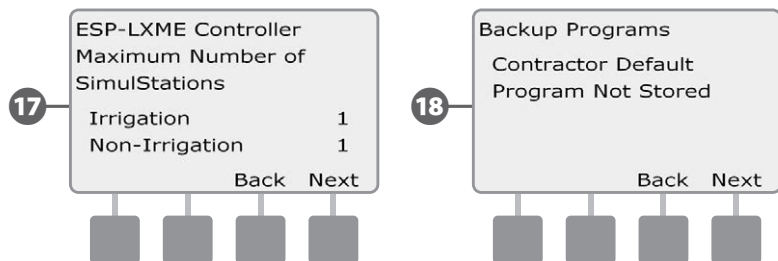 17
ESP-LXME Controller
Maximum Number of
SimulStations
Irrigation 1
Non-Irrigation 1
Back Next
18
Backup Programs
Contractor Default
Program Not Stored
Back Next